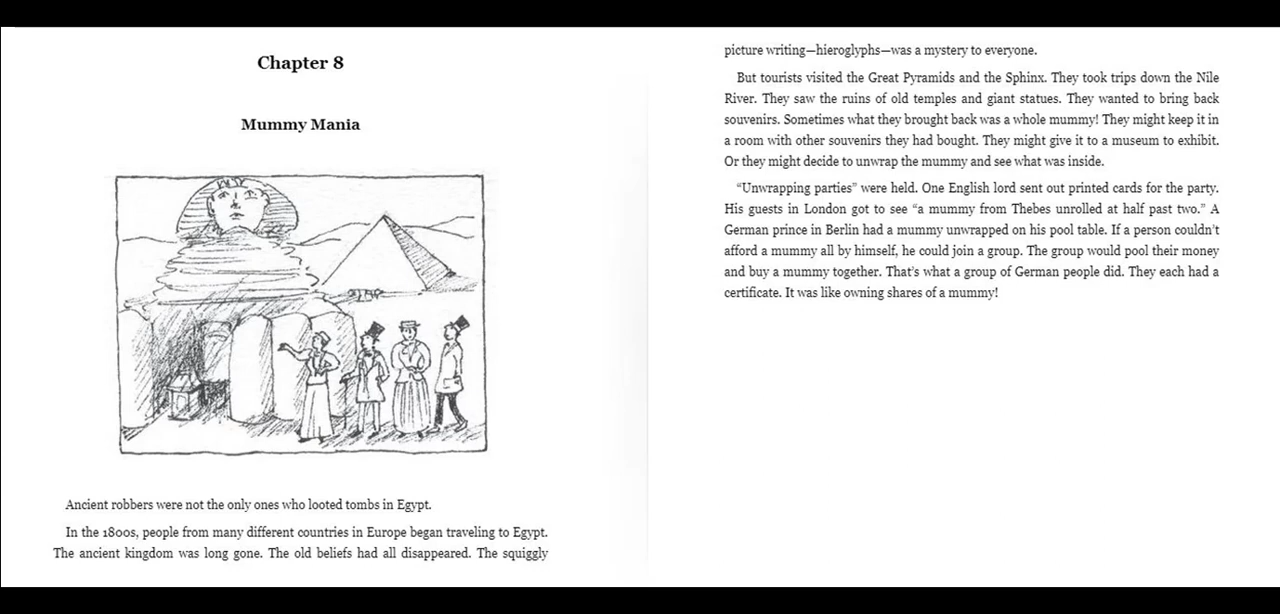 Chapter 8
Mummy Mania
Ancient robbers were not the only ones who looted tombs in Egypt.
In the 1800s, people from many different countries in Europe began traveling to Egypt.
The ancient kingdom was long gone. The old beliefs had all disappeared. The squiggly
picture writing—hieroglyphs—was a mystery to everyone.
But tourists visited the Great Pyramids and the Sphinx. They took trips down the Nile
River. They saw the ruins of old temples and giant statues. They wanted to bring back
souvenirs. Sometimes what they brought back was a whole mummy! They might keep it in
a room with other souvenirs they had bought. They might give it to a museum to exhibit.
Or they might decide to unwrap the mummy and see what was inside.
“Unwrapping parties” were held. One English lord sent out printed cards for the party.
His guests in London got to see “a mummy from Thebes unrolled at half past two.” A
German prince in Berlin had a mummy unwrapped on his pool table. If a person couldn’t
afford a mummy all by himself, he could join a group. The group would pool their money
and buy a mummy together. That’s what a group of German people did. They each had a
certificate. It was like owning shares of a mummy!